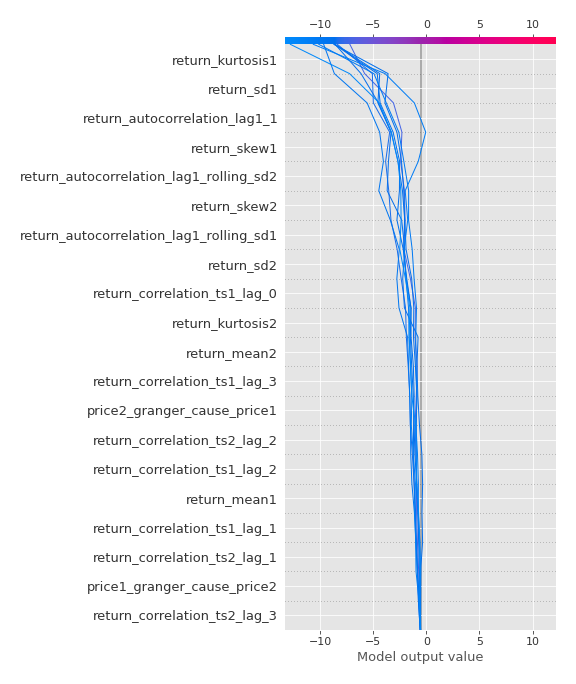 −10 −5 0 5 10
return_kurtosis1
return_sd1
return_autocorrelation_lag1_1
return_skew1
return_autocorrelation_lag1_rolling_sd2
return_skew2
return_autocorrelation_lag1_rolling_sd1
return_sd2
return_correlation_ts1_lag_0
return_kurtosis2
return_mean2
return_correlation_ts1_lag_3
price2_granger_cause_price1
return_correlation_ts2_lag_2
return_correlation_ts1_lag_2
return_mean1
return_correlation_ts1_lag_1
return_correlation_ts2_lag_1
price1_granger_cause_price2
return_correlation_ts2_lag_3
−10 −5 0 5 10
Model output value